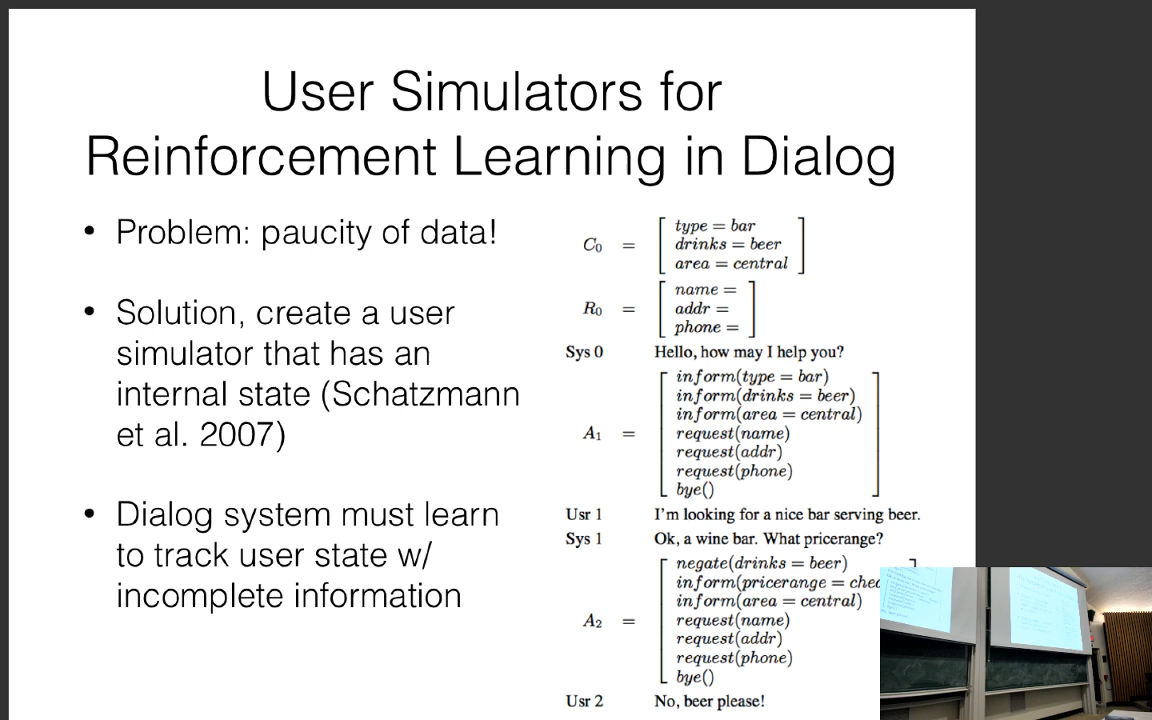 User Simulators for
Reinforcement Learning in Dialog
• Problem: paucity of data!
• Solution, create a user
simulator that has an
internal state (Schatzmann
et al. 2007)
• Dialog system must learn
to track user state w/
incomplete information
C₀ = [ type = bar
drinks = beer
area = central ]
R₀ = [ name =
addr =
phone = ]
Sys 0 Hello, how may I help you?
A₁ = [ inform(type = bar)
inform(drinks = beer)
inform(area = central)
request(name)
request(addr)
request(phone)
bye() ]
Usr 1 I'm looking for a nice bar serving beer.
Sys 1 Ok, a wine bar. What pricerange?
A₂ = [ negate(drinks = beer)
inform(pricerange =
inform(area = central)
request(name)
request(addr)
request(phone)
bye()
Usr 2 No, beer please!